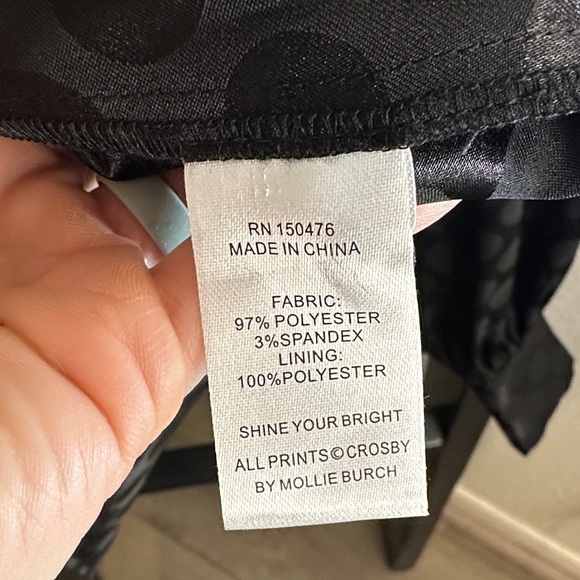 RN 150476
MADE IN CHINA
FABRIC:
97% POLYESTER
3%SPANDEX
LINING:
100%POLYESTER
SHINE YOUR BRIGHT
ALL PRINTS©CROSBY
BY MOLLIE BURCH